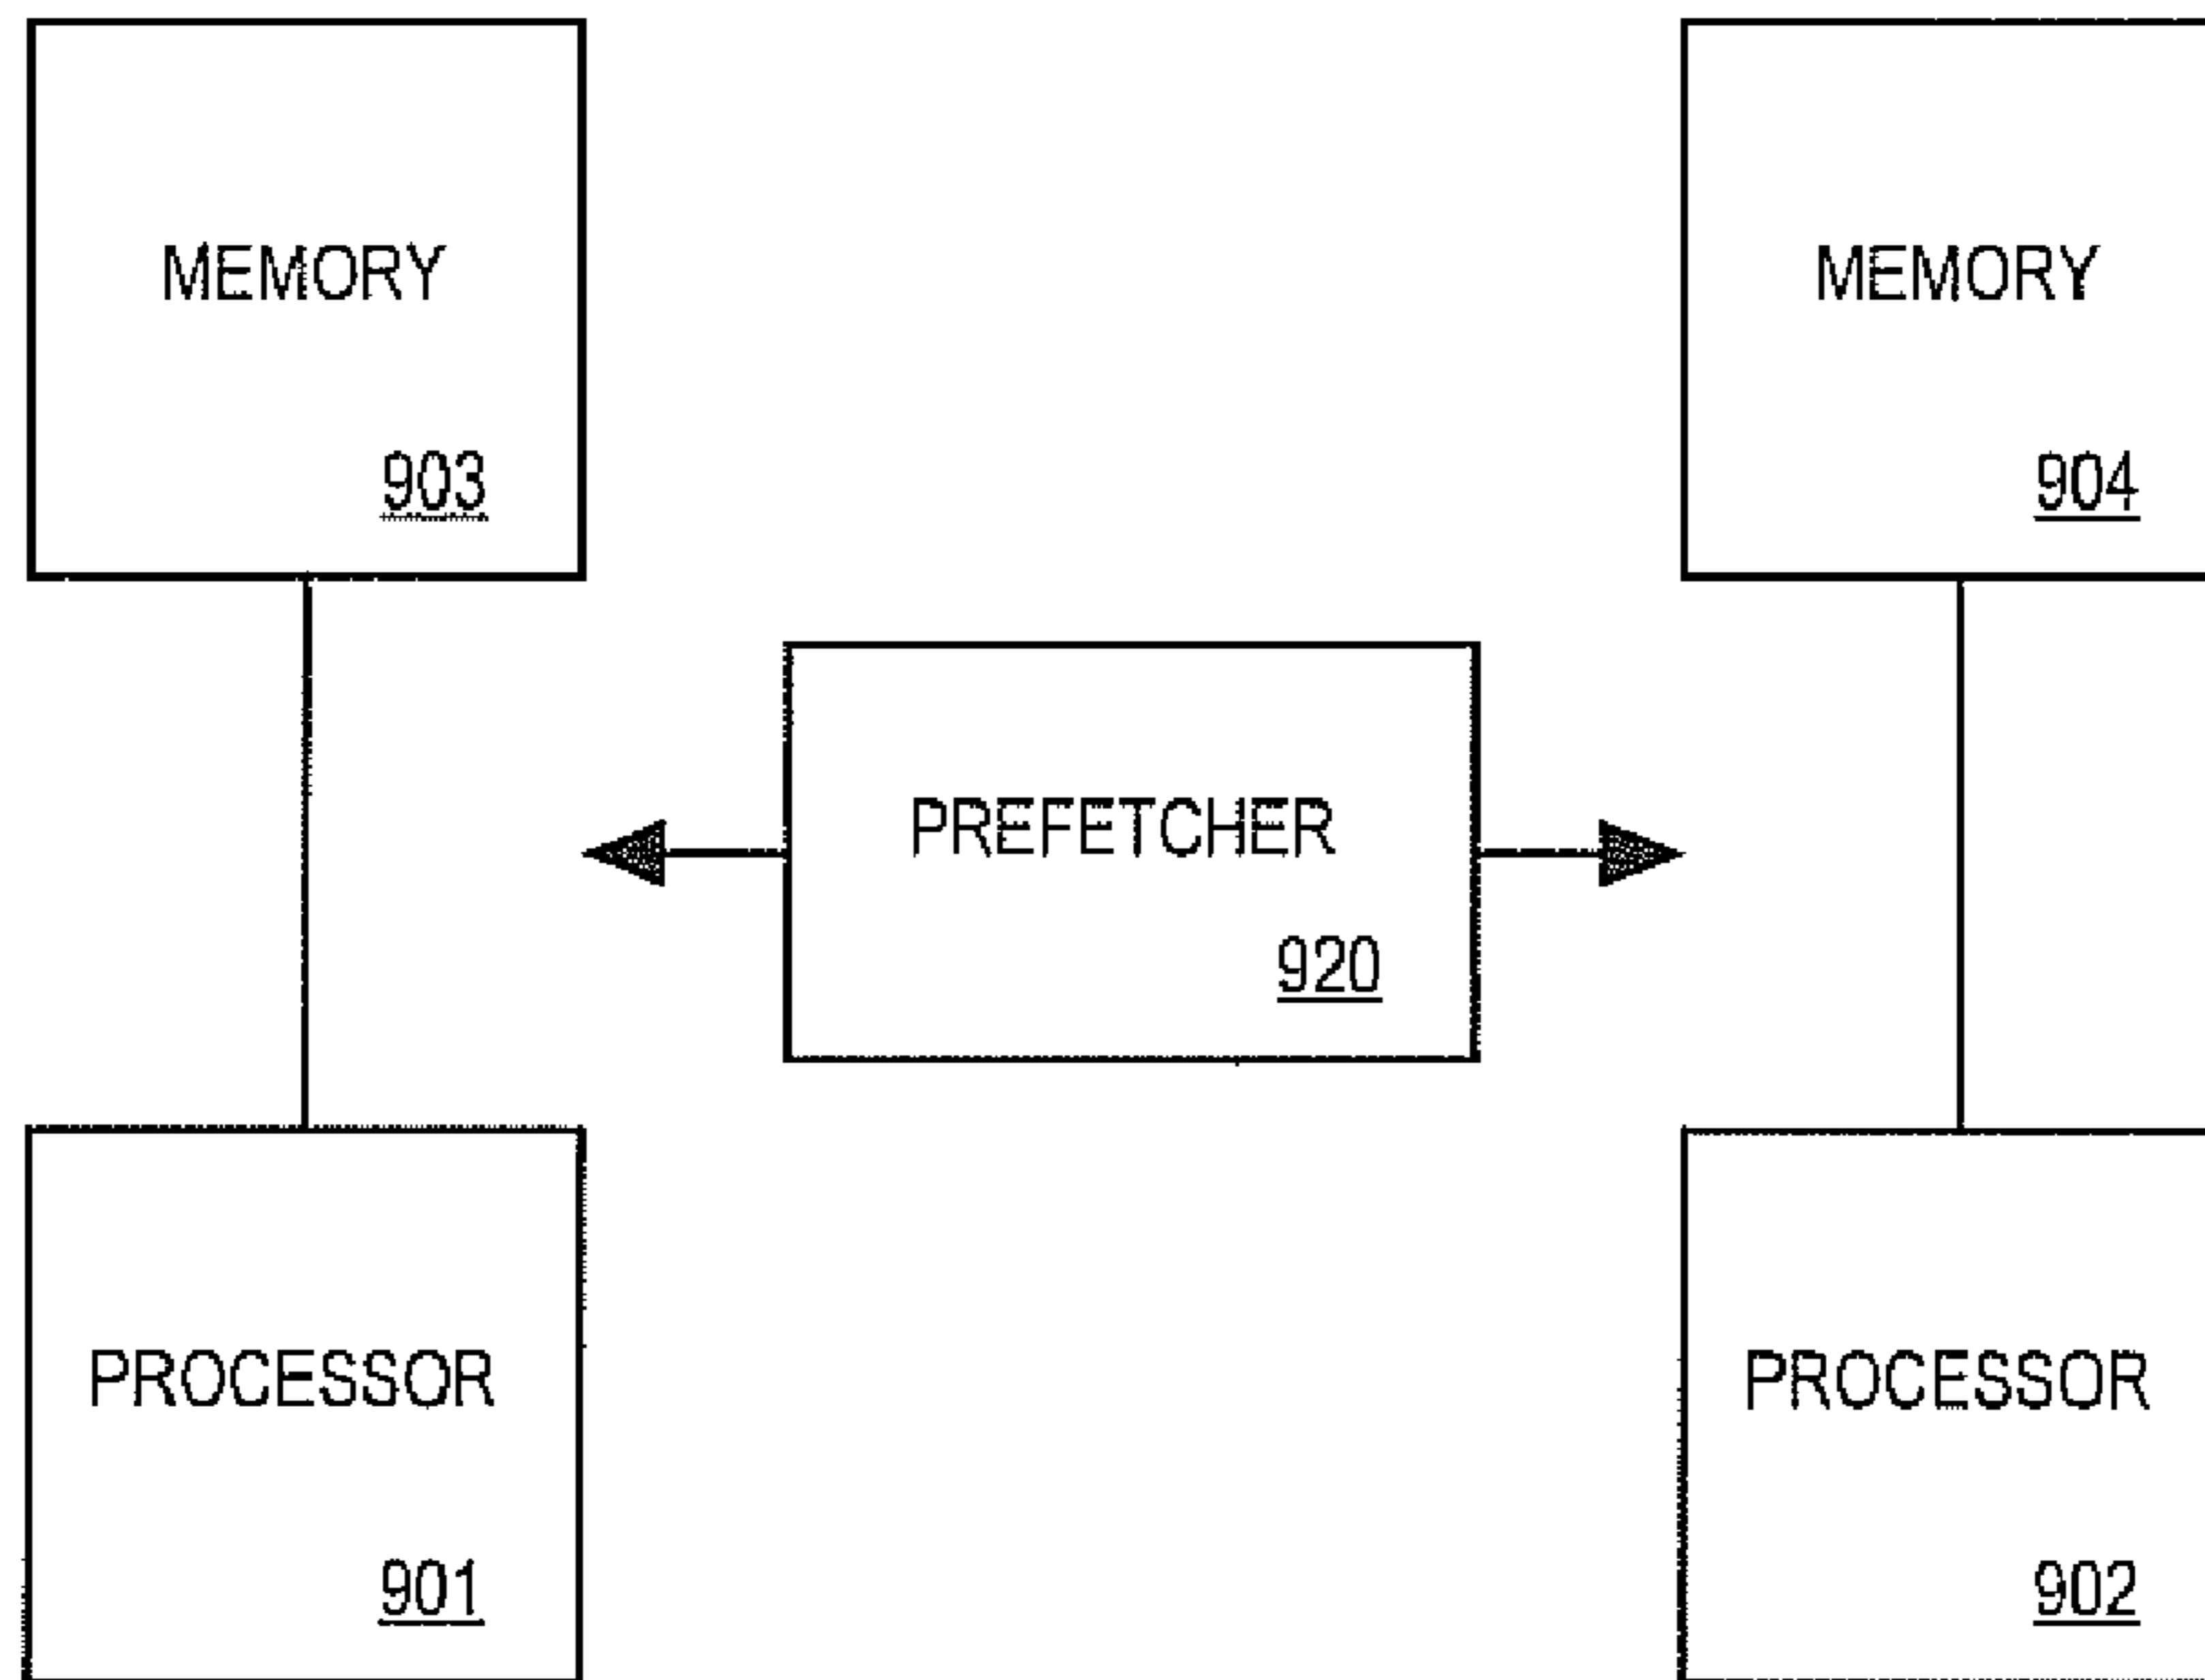 MEMORY
903
MEMORY
904
PREFETCHER
920
PROCESSOR
901
PROCESSOR
902